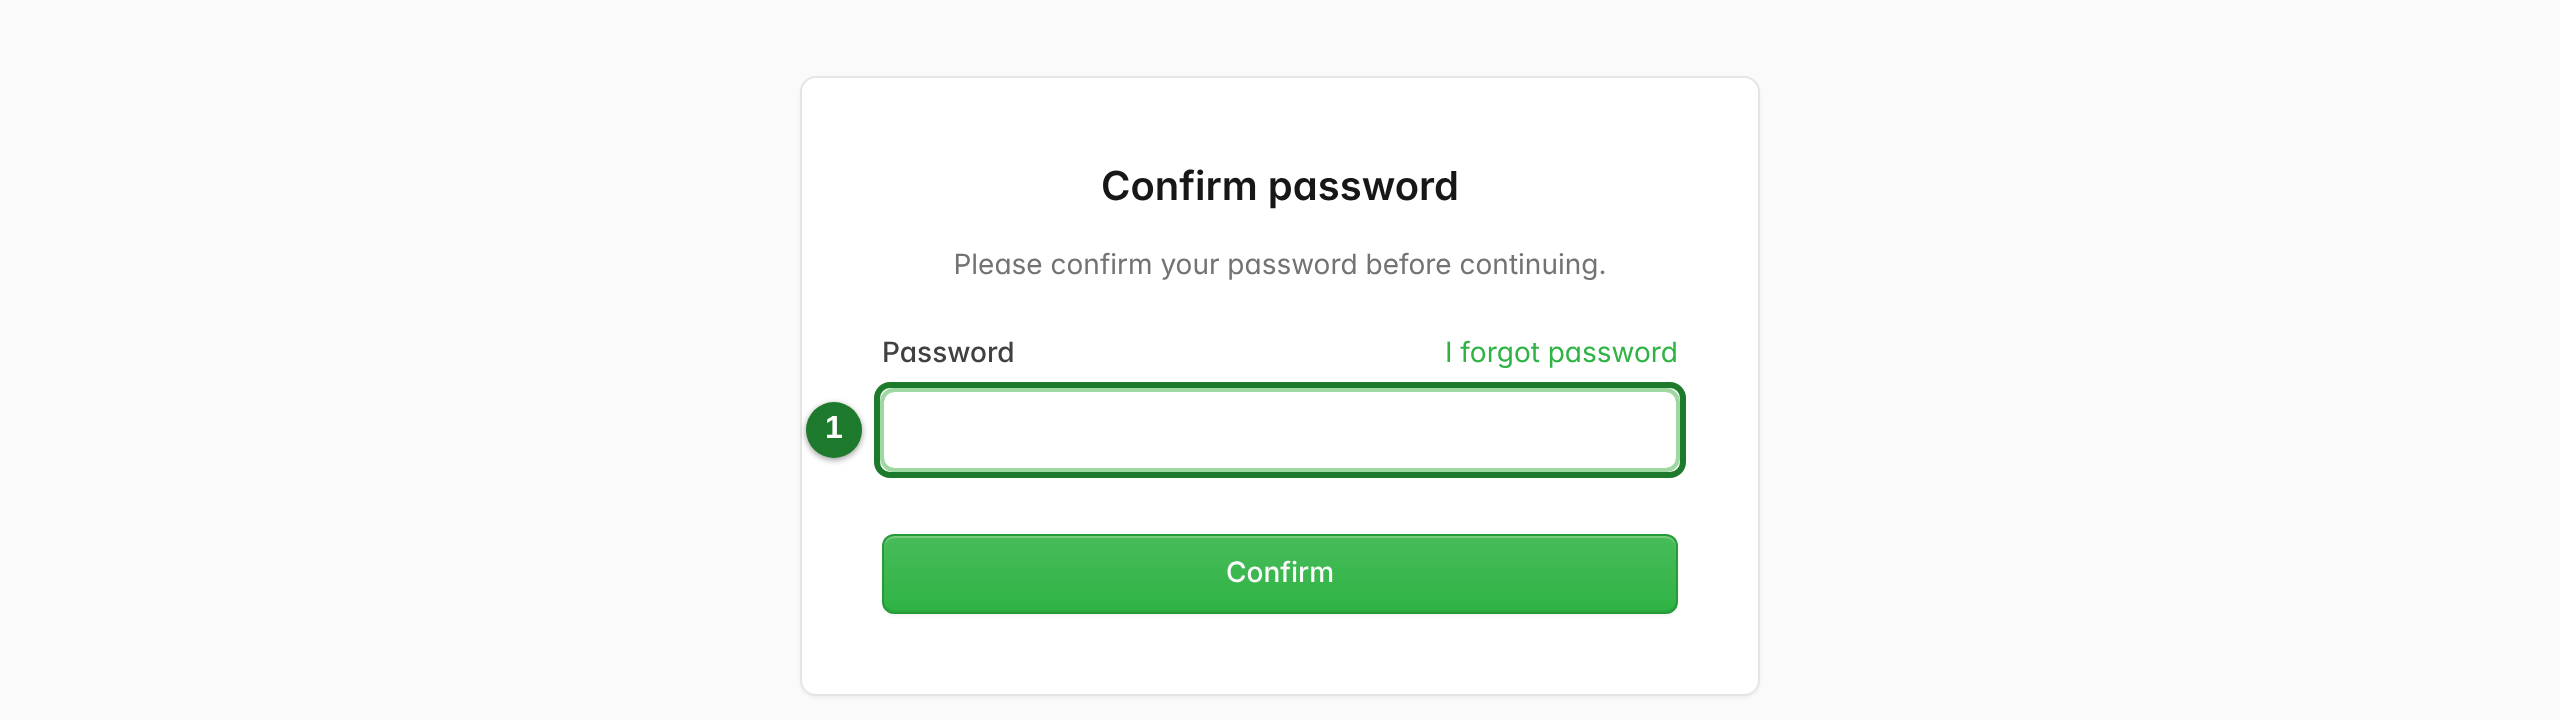 Confirm password
Please confirm your password before continuing.
Password I forgot password
1
Confirm